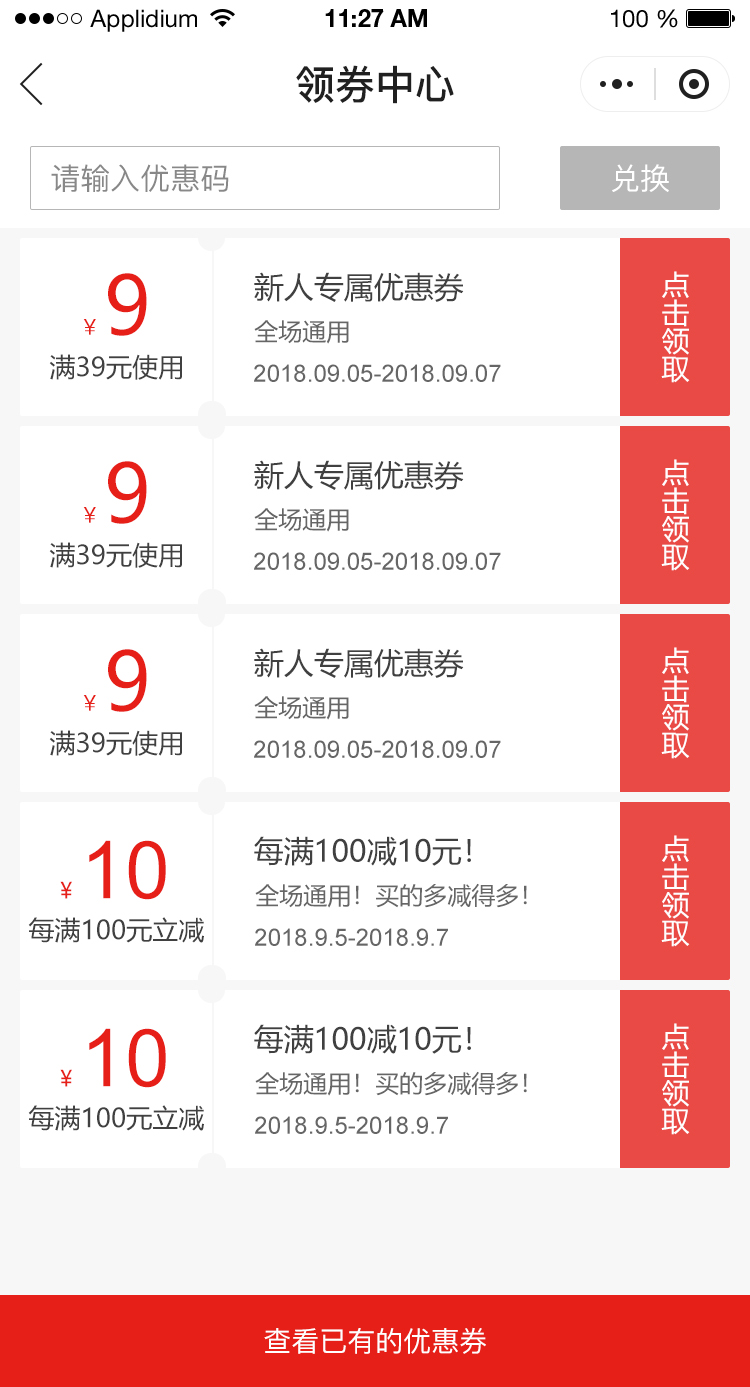 Applidium 11:27 AM 100 %
领券中心
请输入优惠码 兑换
¥ 9
满39元使用
新人专属优惠券
全场通用
2018.09.05-2018.09.07
点击领取
¥ 9
满39元使用
新人专属优惠券
全场通用
2018.09.05-2018.09.07
点击领取
¥ 9
满39元使用
新人专属优惠券
全场通用
2018.09.05-2018.09.07
点击领取
¥ 10
每满100元立减
每满100减10元！
全场通用！买的多减得多！
2018.9.5-2018.9.7
点击领取
¥ 10
每满100元立减
每满100减10元！
全场通用！买的多减得多！
2018.9.5-2018.9.7
点击领取
查看已有的优惠券